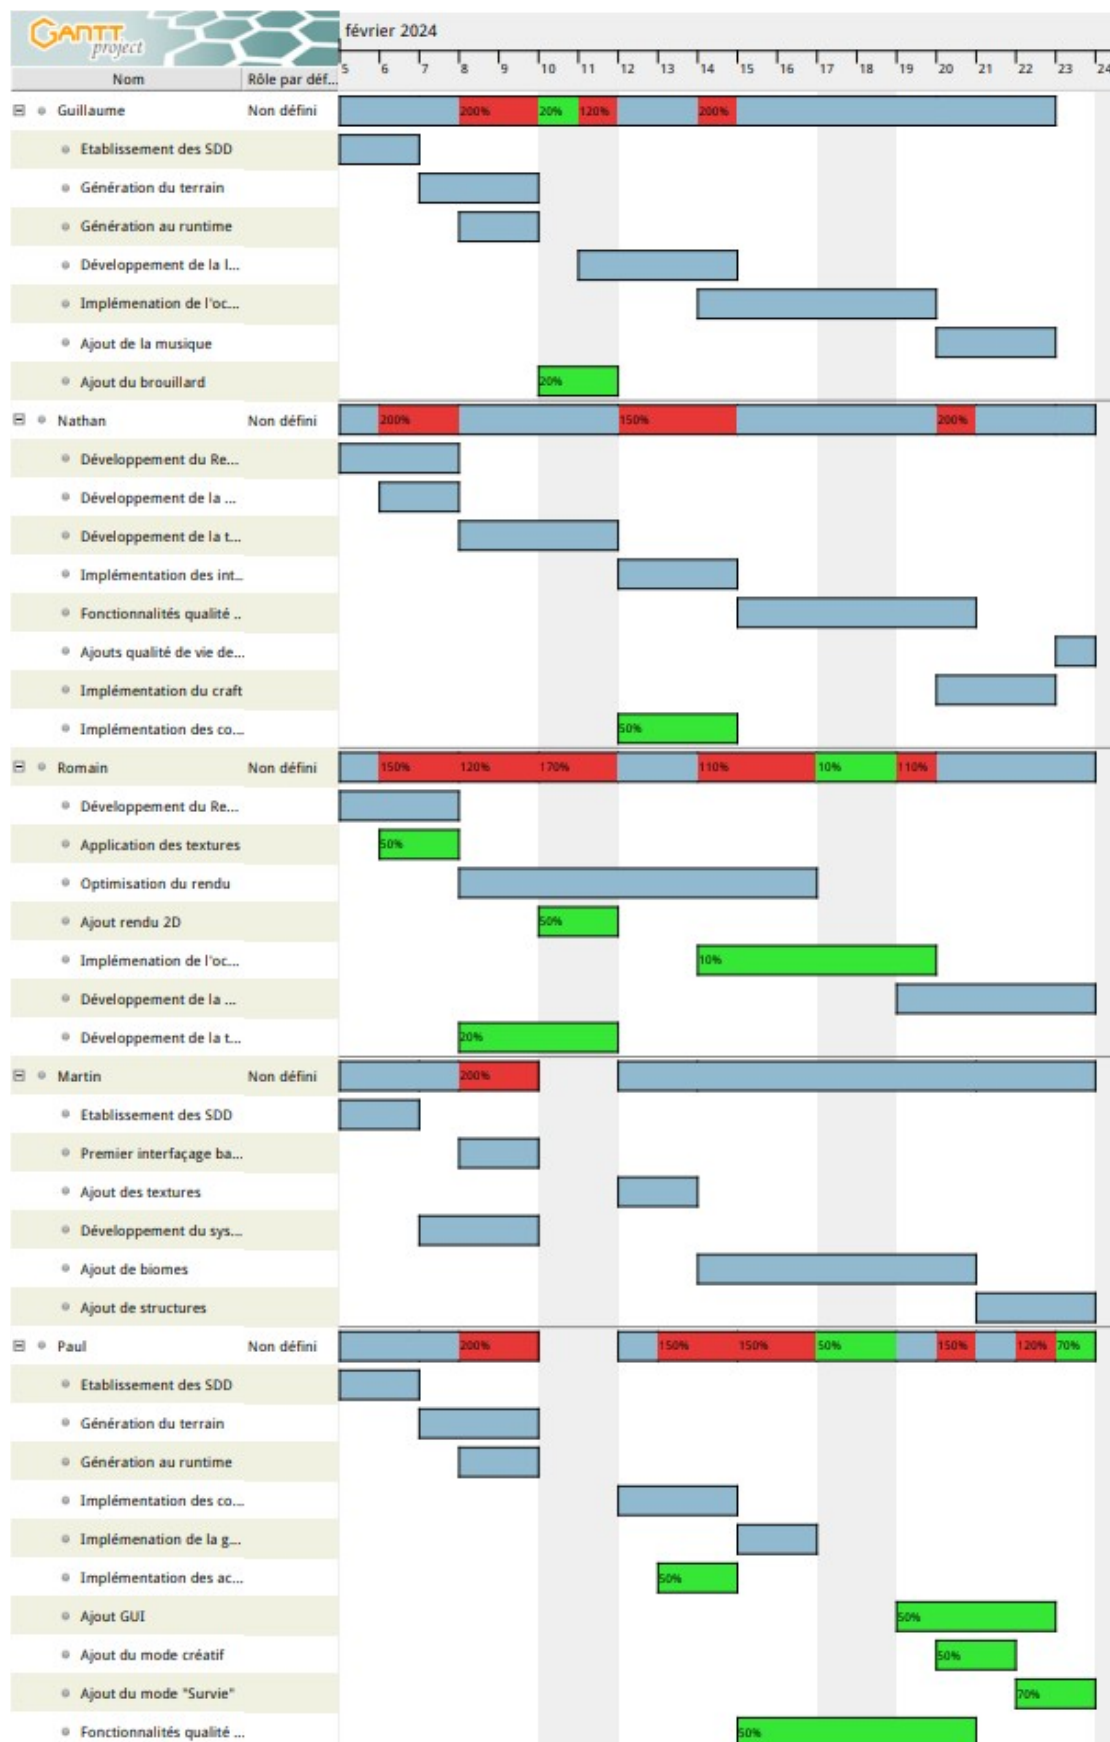 GANTT
project
février 2024
Nom Rôle par déf...
5 6 7 8 9 10 11 12 13 14 15 16 17 18 19 20 21 22 23 24
Guillaume Non défini 200% 20% 120% 200%
Etablissement des SDD
Génération du terrain
Génération au runtime
Développement de la l...
Implémenation de l'oc...
Ajout de la musique
Ajout du brouillard 20%
Nathan Non défini 200% 150% 200%
Développement du Re...
Développement de la ...
Développement de la t...
Implémentation des int...
Fonctionnalités qualité ..
Ajouts qualité de vie de...
Implémentation du craft
Implémentation des co... 50%
Romain Non défini 150% 120% 170% 110% 10% 110%
Développement du Re...
Application des textures 50%
Optimisation du rendu
Ajout rendu 2D 50%
Implémenation de l'oc... 10%
Développement de la ...
Développement de la t... 20%
Martin Non défini 200%
Etablissement des SDD
Premier interfaçage ba...
Ajout des textures
Développement du sys...
Ajout de biomes
Ajout de structures
Paul Non défini 200% 150% 150% 50% 150% 120% 70%
Etablissement des SDD
Génération du terrain
Génération au runtime
Implémentation des co...
Implémenation de la g...
Implémentation des ac... 50%
Ajout GUI 50%
Ajout du mode créatif 50%
Ajout du mode "Survie" 70%
Fonctionnalités qualité ... 50%